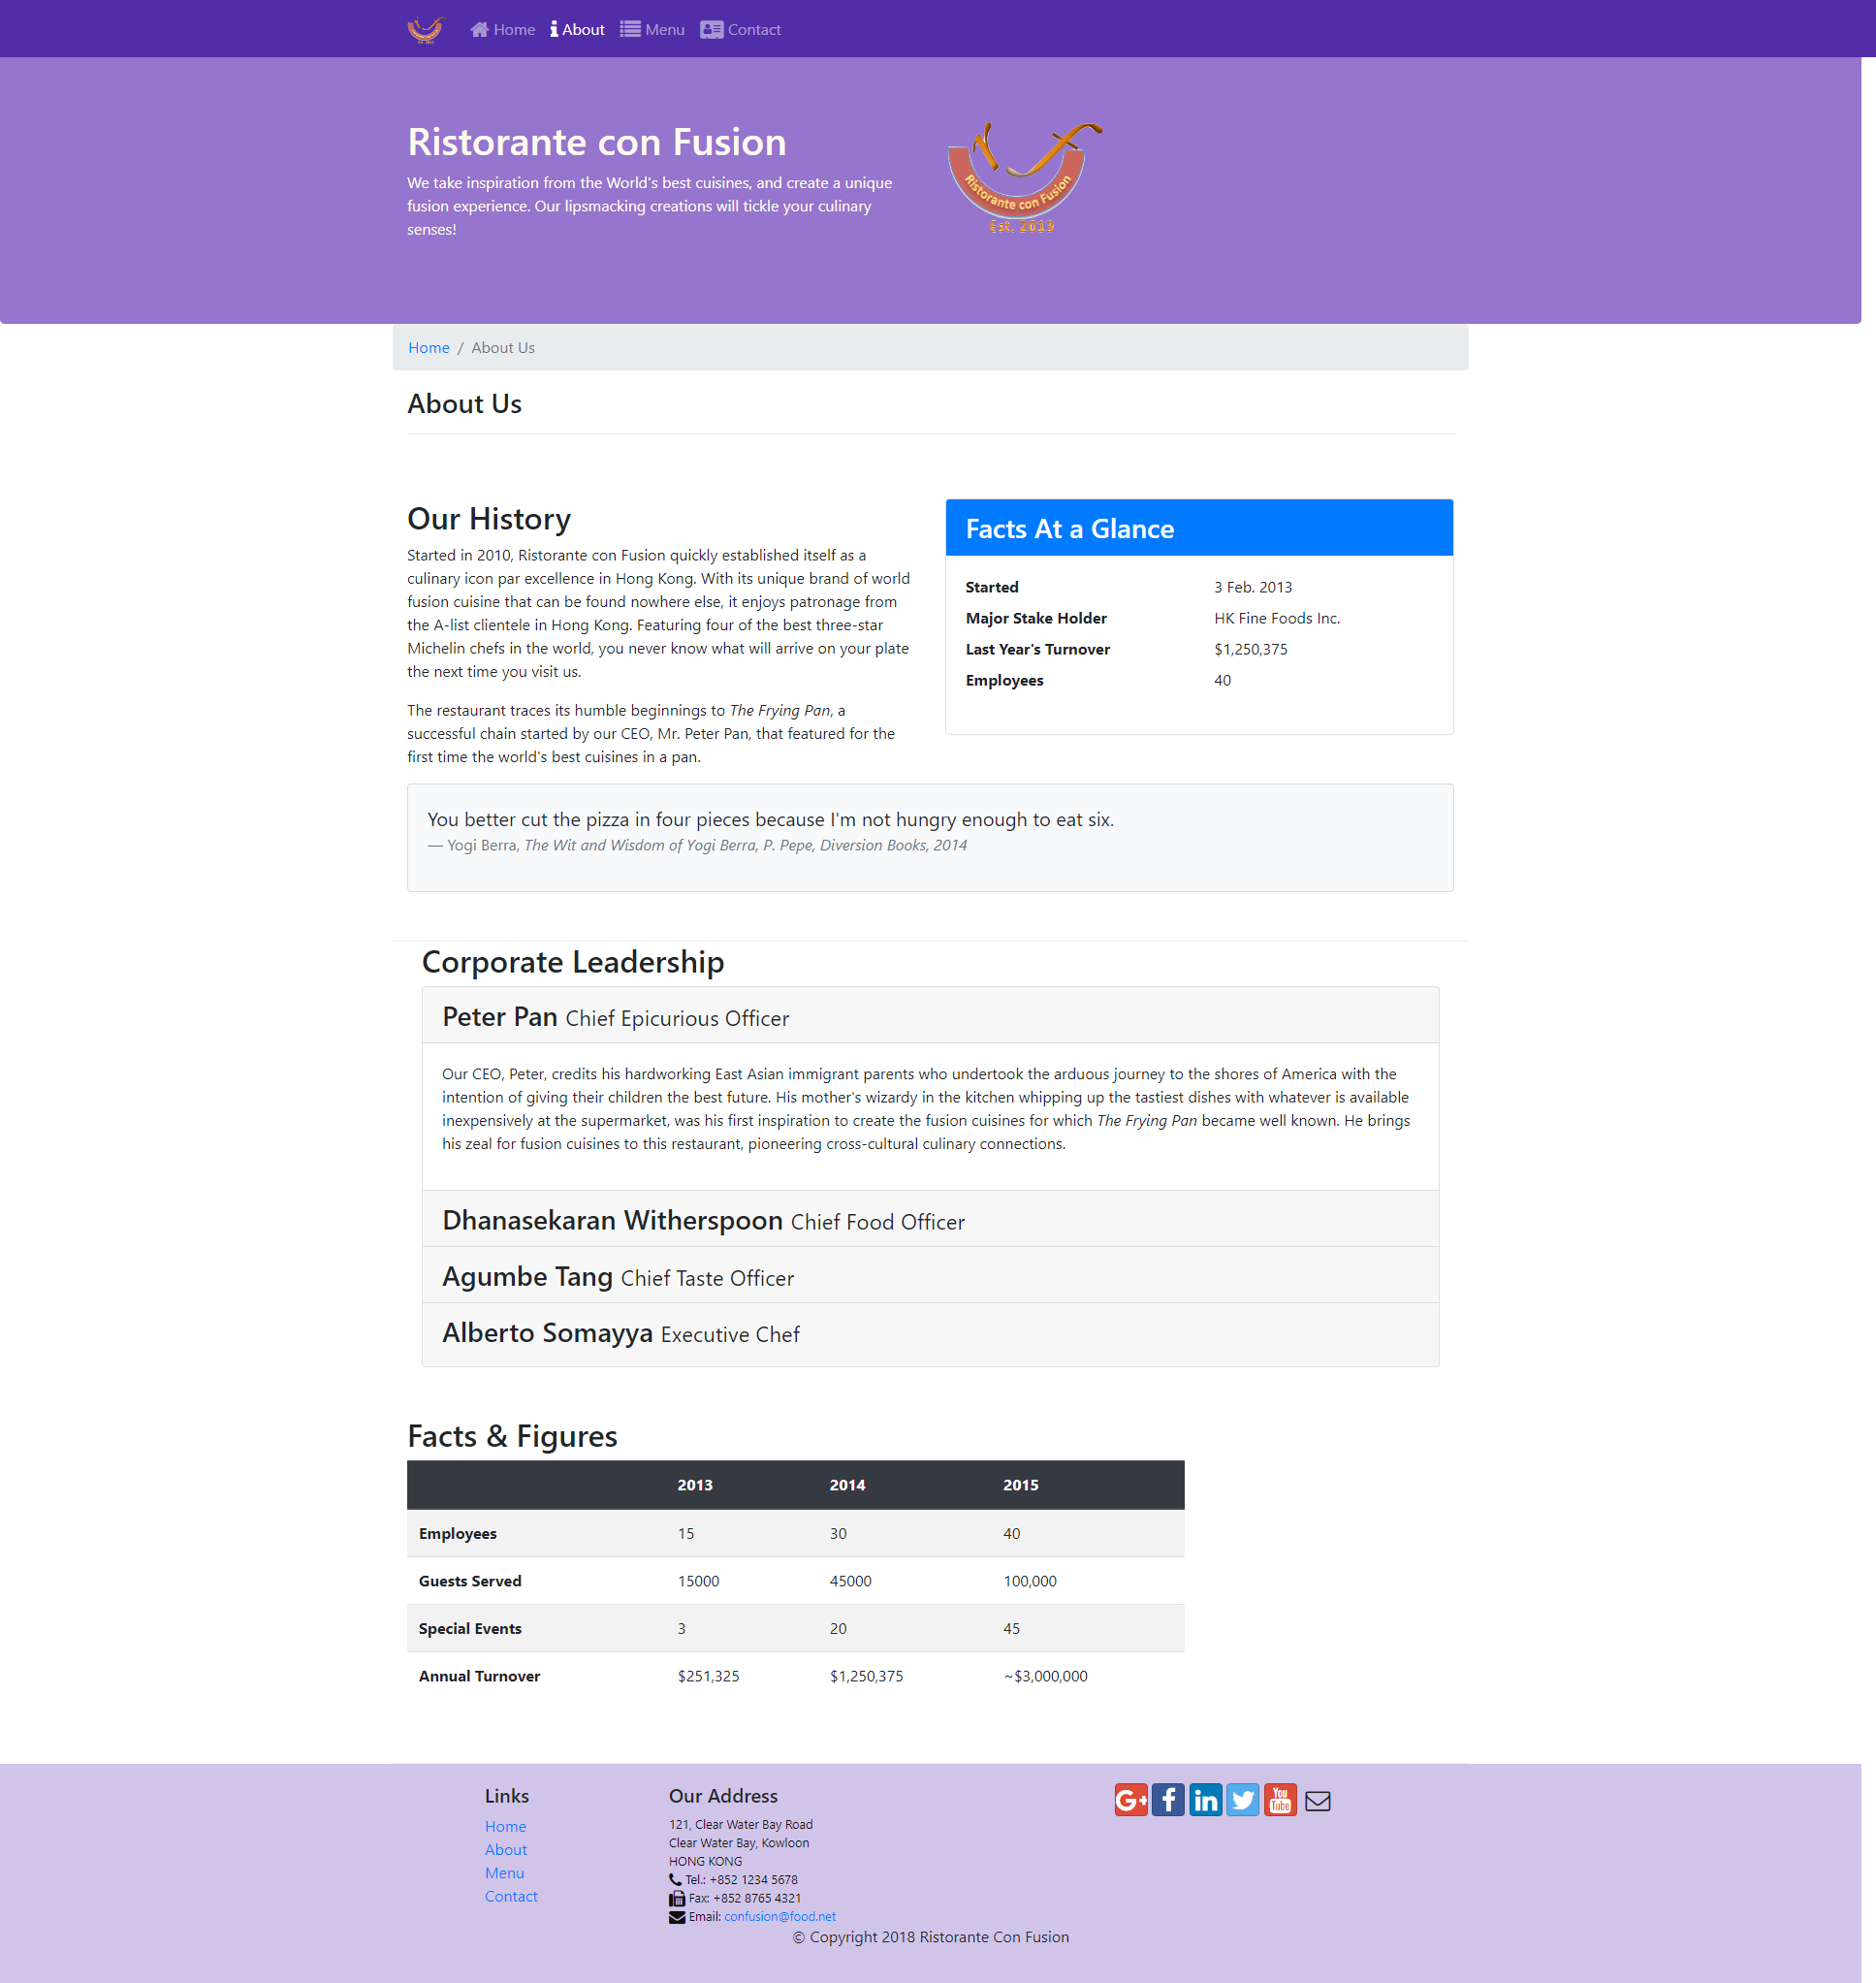 Home About Menu Contact
Ristorante con Fusion
We take inspiration from the World's best cuisines, and create a unique
fusion experience. Our lipsmacking creations will tickle your culinary
senses!
Ristorante con Fusion
Est. 2013
Home / About Us
About Us
Our History
Started in 2010, Ristorante con Fusion quickly established itself as a
culinary icon par excellence in Hong Kong. With its unique brand of world
fusion cuisine that can be found nowhere else, it enjoys patronage from
the A-list clientele in Hong Kong. Featuring four of the best three-star
Michelin chefs in the world, you never know what will arrive on your plate
the next time you visit us.
The restaurant traces its humble beginnings to The Frying Pan, a
successful chain started by our CEO, Mr. Peter Pan, that featured for the
first time the world's best cuisines in a pan.
Facts At a Glance
Started 3 Feb. 2013
Major Stake Holder HK Fine Foods Inc.
Last Year's Turnover $1,250,375
Employees 40
You better cut the pizza in four pieces because I'm not hungry enough to eat six.
— Yogi Berra, The Wit and Wisdom of Yogi Berra, P. Pepe, Diversion Books, 2014
Corporate Leadership
Peter Pan Chief Epicurious Officer
Our CEO, Peter, credits his hardworking East Asian immigrant parents who undertook the arduous journey to the shores of America with the
intention of giving their children the best future. His mother's wizardy in the kitchen whipping up the tastiest dishes with whatever is available
inexpensively at the supermarket, was his first inspiration to create the fusion cuisines for which The Frying Pan became well known. He brings
his zeal for fusion cuisines to this restaurant, pioneering cross-cultural culinary connections.
Dhanasekaran Witherspoon Chief Food Officer
Agumbe Tang Chief Taste Officer
Alberto Somayya Executive Chef
Facts & Figures
2013 2014 2015
Employees 15 30 40
Guests Served 15000 45000 100,000
Special Events 3 20 45
Annual Turnover $251,325 $1,250,375 ~$3,000,000
Links
Home
About
Menu
Contact
Our Address
121, Clear Water Bay Road
Clear Water Bay, Kowloon
HONG KONG
Tel.: +852 1234 5678
Fax: +852 8765 4321
Email: confusion@food.net
G+ f in You Tube
© Copyright 2018 Ristorante Con Fusion